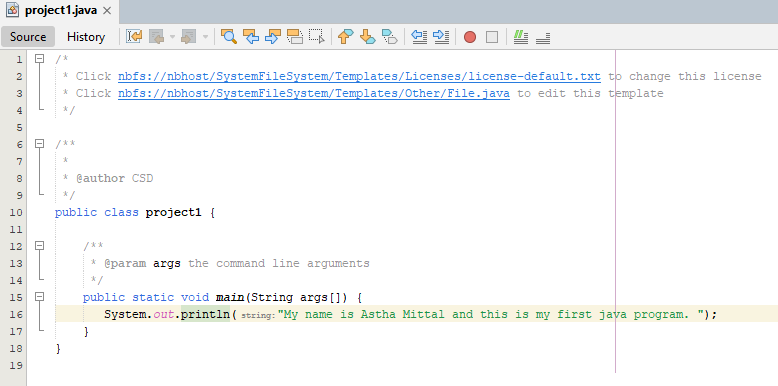 project1.java ×
Source History
1 /*
2 * Click nbfs://nbhost/SystemFileSystem/Templates/Licenses/license-default.txt to change this license
3 * Click nbfs://nbhost/SystemFileSystem/Templates/Other/File.java to edit this template
4 */
5
6 /**
7 *
8 * @author CSD
9 */
10 public class project1 {
11
12 /**
13 * @param args the command line arguments
14 */
15 public static void main(String args[]) {
16 System.out.println(string:"My name is Astha Mittal and this is my first java program. ");
17 }
18 }
19